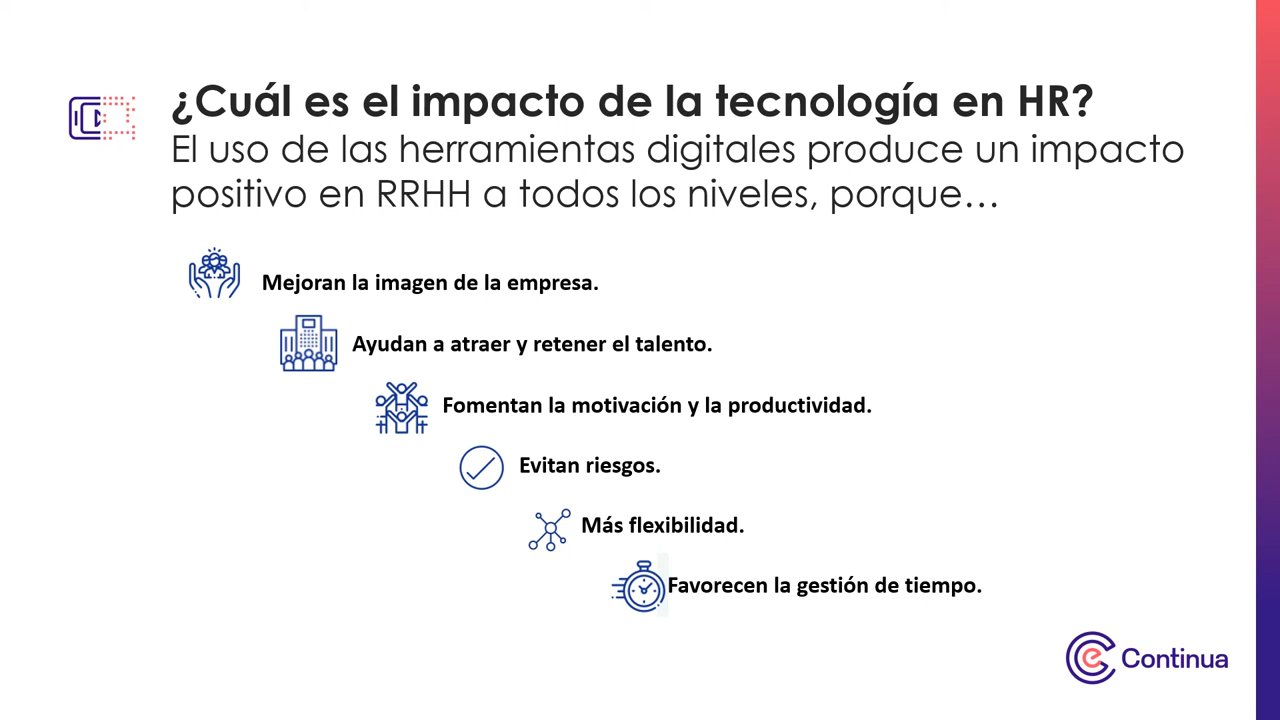 ¿Cuál es el impacto de la tecnología en HR?
El uso de las herramientas digitales produce un impacto
positivo en RRHH a todos los niveles, porque…
Mejoran la imagen de la empresa.
Ayudan a atraer y retener el talento.
Fomentan la motivación y la productividad.
Evitan riesgos.
Más flexibilidad.
Favorecen la gestión de tiempo.
e Continua